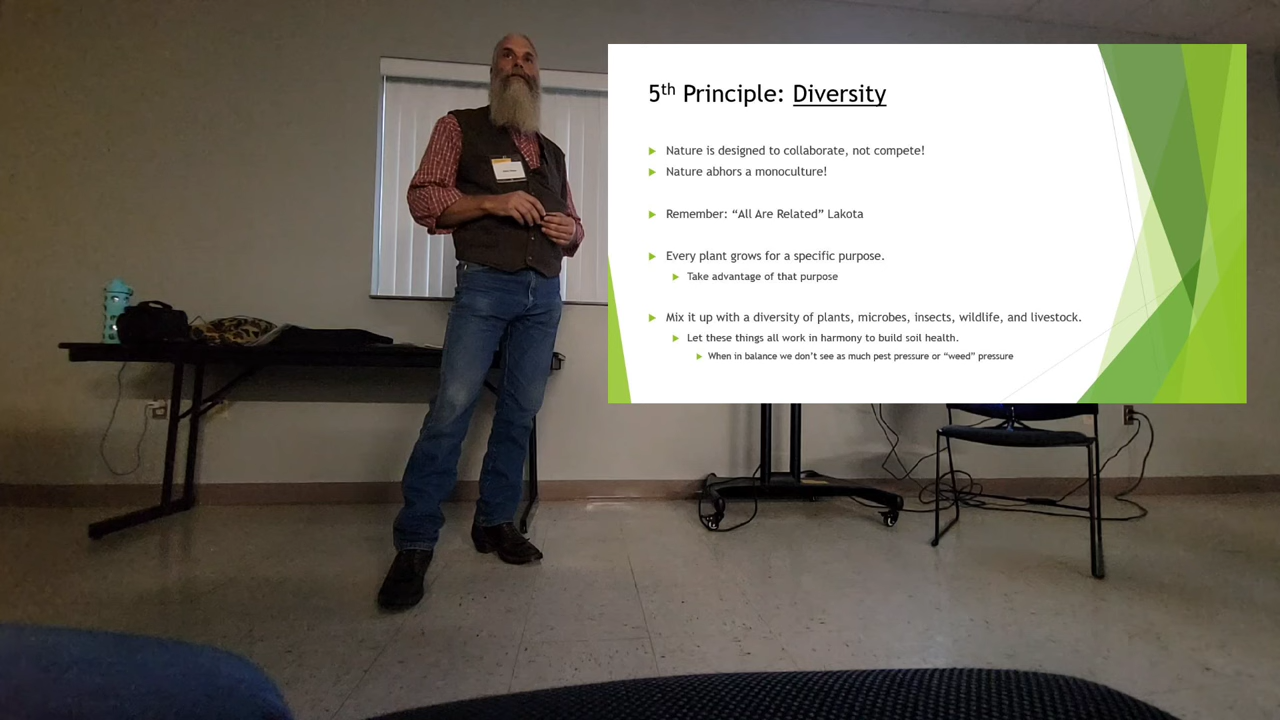 5th Principle: Diversity
Nature is designed to collaborate, not compete!
Nature abhors a monoculture!
Remember: “All Are Related” Lakota
Every plant grows for a specific purpose.
Take advantage of that purpose
Mix it up with a diversity of plants, microbes, insects, wildlife, and livestock.
Let these things all work in harmony to build soil health.
When in balance we don’t see as much pest pressure or “weed” pressure